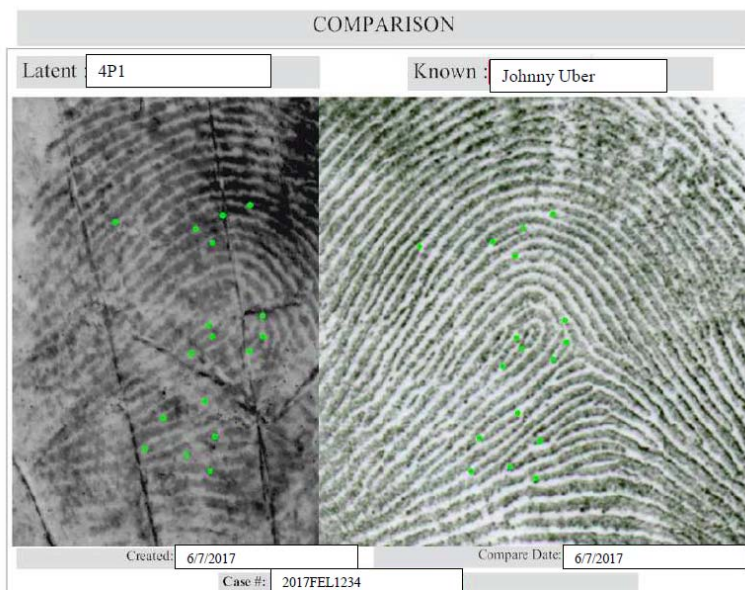 COMPARISON
Latent : 4P1 Known : Johnny Uber
Created: 6/7/2017 Compare Date: 6/7/2017
Case #: 2017FEL1234